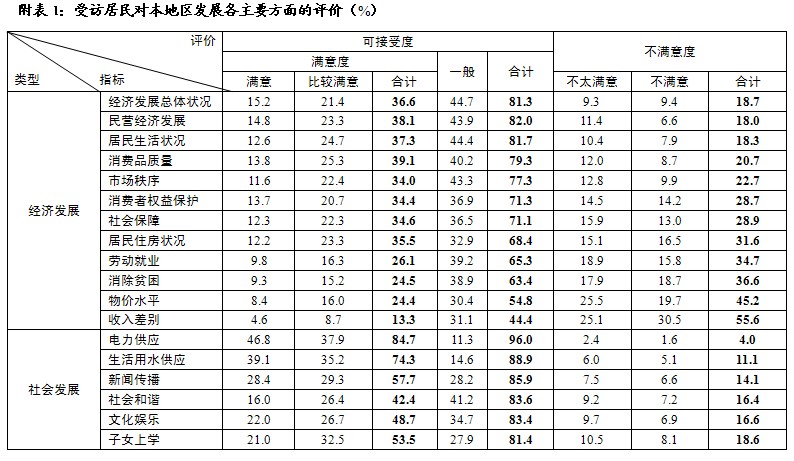 附表 1：受访居民对本地区发展各主要方面的评价（%）
评价 可接受度 不满意度
满意度 一般 合计
类型 指标 满意 比较满意 合计 不太满意 不满意 合计
经济发展总体状况 15.2 21.4 36.6 44.7 81.3 9.3 9.4 18.7
民营经济发展 14.8 23.3 38.1 43.9 82.0 11.4 6.6 18.0
居民生活状况 12.6 24.7 37.3 44.4 81.7 10.4 7.9 18.3
消费品质量 13.8 25.3 39.1 40.2 79.3 12.0 8.7 20.7
市场秩序 11.6 22.4 34.0 43.3 77.3 12.8 9.9 22.7
消费者权益保护 13.7 20.7 34.4 36.9 71.3 14.5 14.2 28.7
经济发展 社会保障 12.3 22.3 34.6 36.5 71.1 15.9 13.0 28.9
居民住房状况 12.2 23.3 35.5 32.9 68.4 15.1 16.5 31.6
劳动就业 9.8 16.3 26.1 39.2 65.3 18.9 15.8 34.7
消除贫困 9.3 15.2 24.5 38.9 63.4 17.9 18.7 36.6
物价水平 8.4 16.0 24.4 30.4 54.8 25.5 19.7 45.2
收入差别 4.6 8.7 13.3 31.1 44.4 25.1 30.5 55.6
电力供应 46.8 37.9 84.7 11.3 96.0 2.4 1.6 4.0
生活用水供应 39.1 35.2 74.3 14.6 88.9 6.0 5.1 11.1
新闻传播 28.4 29.3 57.7 28.2 85.9 7.5 6.6 14.1
社会发展 社会和谐 16.0 26.4 42.4 41.2 83.6 9.2 7.2 16.4
文化娱乐 22.0 26.7 48.7 34.7 83.4 9.7 6.9 16.6
子女上学 21.0 32.5 53.5 27.9 81.4 10.5 8.1 18.6